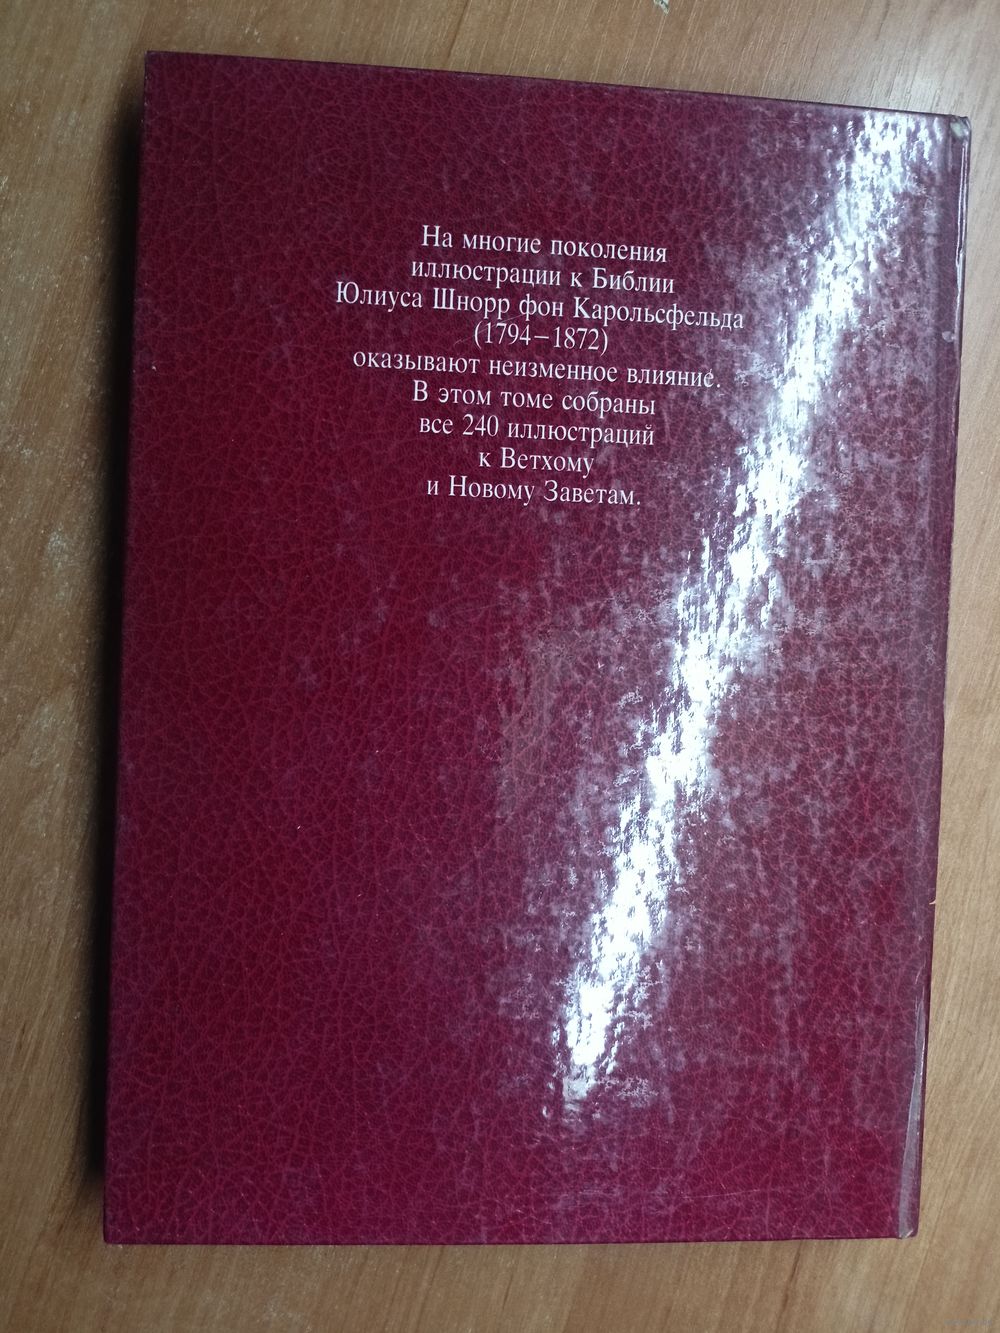 На многие поколения
иллюстрации к Библии
Юлиуса Шнорр фон Карольсфельда
(1794–1872)
оказывают неизменное влияние.
В этом томе собраны
все 240 иллюстраций
к Ветхому
и Новому Заветам.